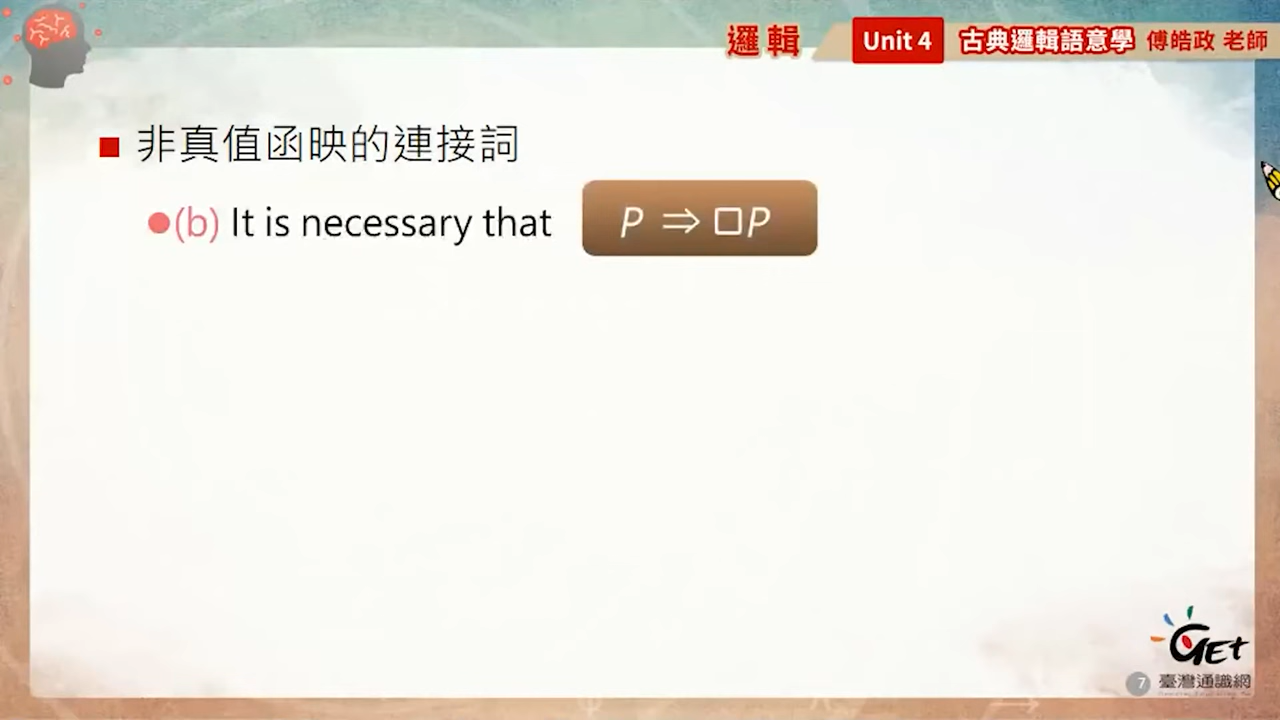 邏輯 Unit 4 古典邏輯語意學 傅皓政 老師
非真值函映的連接詞
(b) It is necessary that P ⇒ □P
GET
7 臺灣通識網